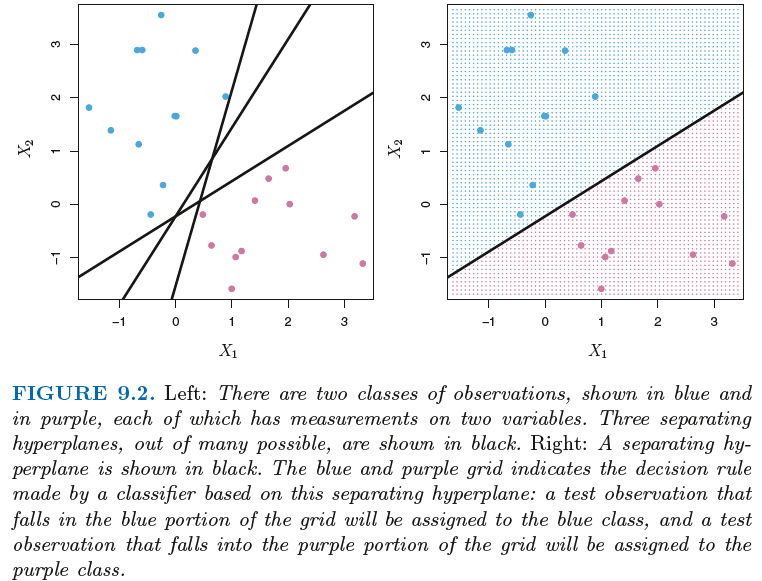 3
2
1
0
−1
X2
−1
0
1
2
3
X1
3
2
1
0
−1
X2
−1
0
1
2
3
X1
FIGURE 9.2. Left: There are two classes of observations, shown in blue and
in purple, each of which has measurements on two variables. Three separating
hyperplanes, out of many possible, are shown in black. Right: A separating hy-
perplane is shown in black. The blue and purple grid indicates the decision rule
made by a classifier based on this separating hyperplane: a test observation that
falls in the blue portion of the grid will be assigned to the blue class, and a test
observation that falls into the purple portion of the grid will be assigned to the
purple class.